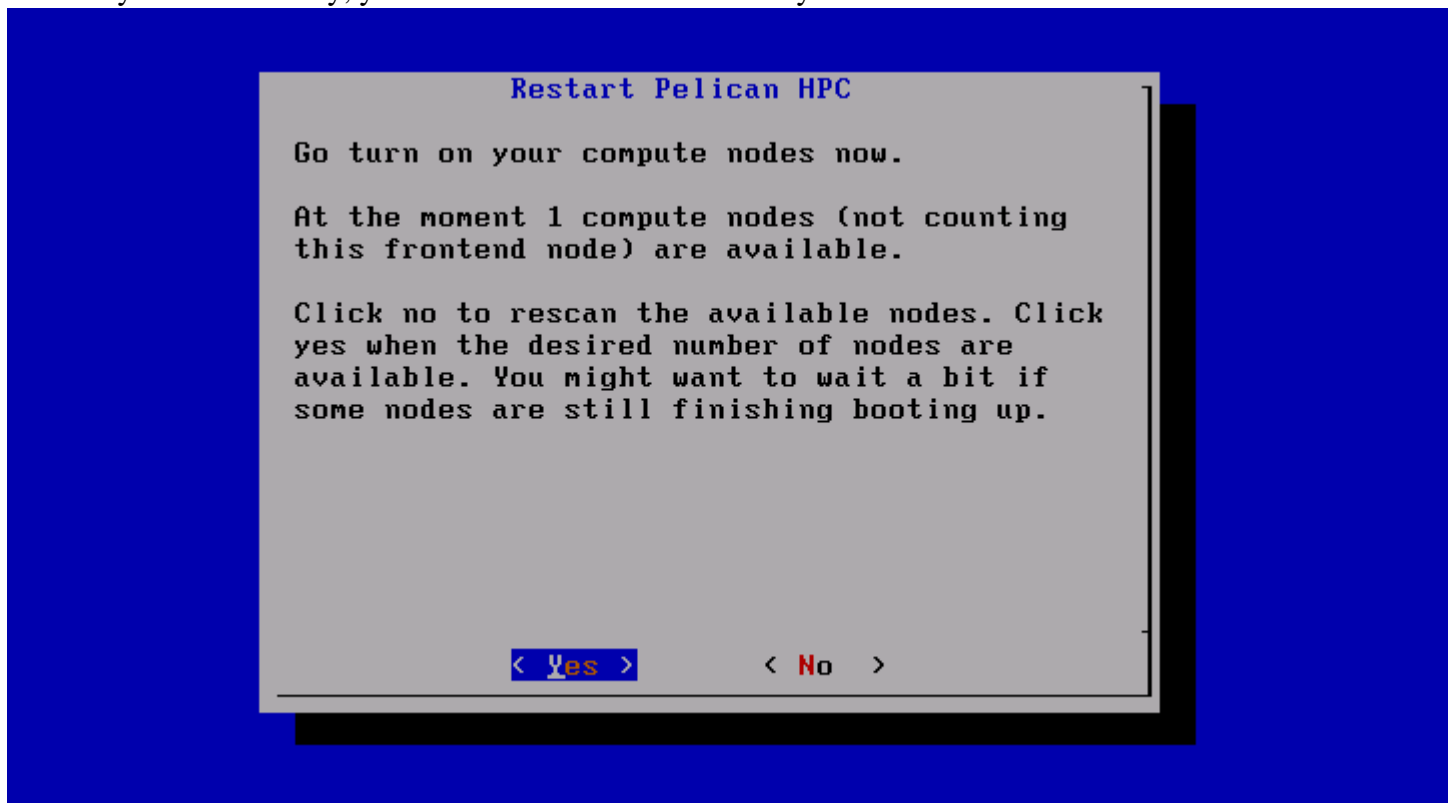 Restart Pelican HPC
Go turn on your compute nodes now.
At the moment 1 compute nodes (not counting
this frontend node) are available.
Click no to rescan the available nodes. Click
yes when the desired number of nodes are
available. You might want to wait a bit if
some nodes are still finishing booting up.
< Yes > < No >